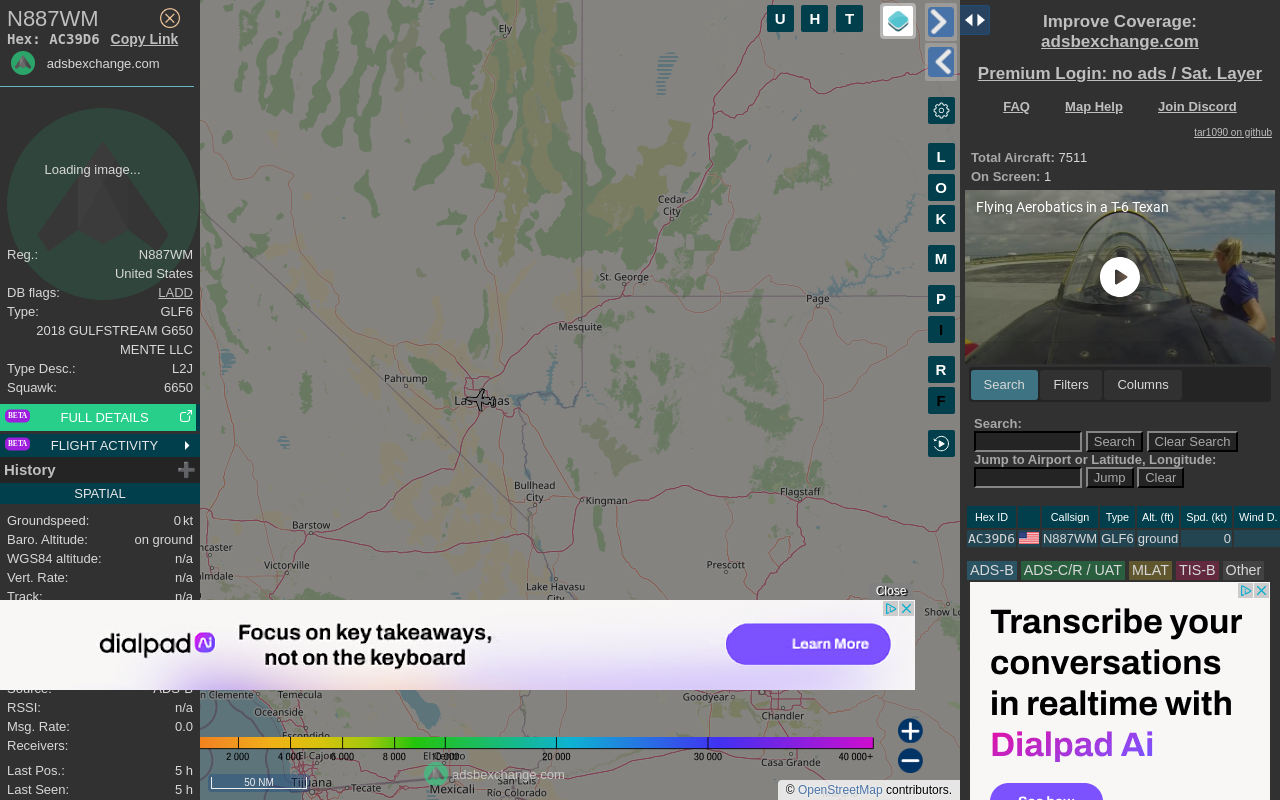 N887WM
Hex: AC39D6 Copy Link
adsbexchange.com
Loading image...
Reg.: N887WM
United States
DB flags: LADD
Type: GLF6
2018 GULFSTREAM G650
MENTE LLC
Type Desc.: L2J
Squawk: 6650
BETA FULL DETAILS
BETA FLIGHT ACTIVITY
History
SPATIAL
Groundspeed: 0 kt
Baro. Altitude: on ground
WGS84 altitude: n/a
Vert. Rate: n/a
Track: n/a
Source: ADS-B
RSSI: n/a
Msg. Rate: 0.0
Receivers:
Last Pos.: 5 h
Last Seen: 5 h
U H T
Ely
Cedar
City
St. George
Page
Mesquite
Pahrump
Las Vegas
Bullhead
City
Kingman
Flagstaff
Barstow
ncaster
Victorville
almdale
Prescott
Lake Havasu
City
Show Lo
L
O
K
M
P
I
R
F
Close
dialpad Ai
Focus on key takeaways,
not on the keyboard
Learn More
n Clemente
Temecula
Oceanside
Escondido
El Cajon
Goodyear
Chandler
Casa Grande
2 000 4 000 6 000 8 000 20 000 30 000 40 000+
El Centro
adsbexchange.com
50 NM
Tijuana
Tecate
Mexicali
San Luis
Río Colorado
© OpenStreetMap contributors.
Improve Coverage:
adsbexchange.com
Premium Login: no ads / Sat. Layer
FAQ Map Help Join Discord
tar1090 on github
Total Aircraft: 7511
On Screen: 1
Flying Aerobatics in a T-6 Texan
Search Filters Columns
Search:
Search Clear Search
Jump to Airport or Latitude, Longitude:
Jump Clear
Hex ID Callsign Type Alt. (ft) Spd. (kt) Wind D.
AC39D6 N887WM GLF6 ground 0
ADS-B ADS-C/R / UAT MLAT TIS-B Other
Transcribe your
conversations
in realtime with
Dialpad Ai
See how